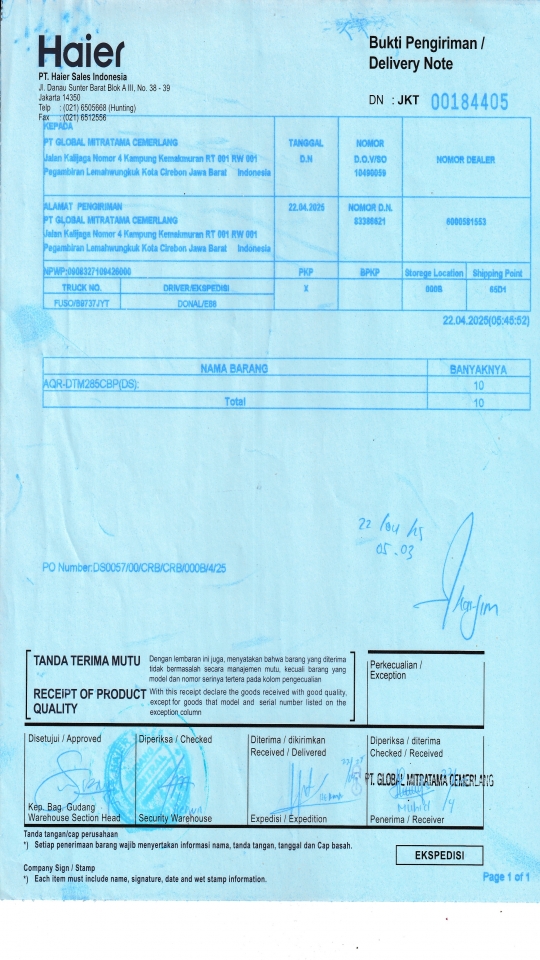 Haier
PT. Haier Sales Indonesia
Jl. Danau Sunter Barat Blok A III, No. 38 - 39
Jakarta 14350
Telp : (021) 6505668 (Hunting)
Fax : (021) 6512556
Bukti Pengiriman /
Delivery Note
DN : JKT 00184405
KEPADA
PT GLOBAL MITRATAMA CEMERLANG
Jalan Kalijaga Nomor 4 Kampung Kemakmuran RT 001 RW 001
Pegambiran Lemahwungkuk Kota Cirebon Jawa Barat Indonesia
TANGGAL
D.N
NOMOR
D.O.V/SO
NOMOR DEALER
ALAMAT PENGIRIMAN
PT GLOBAL MITRATAMA CEMERLANG
Jalan Kalijaga Nomor 4 Kampung Kemakmuran RT 001 RW 001
Pegambiran Lemahwungkuk Kota Cirebon Jawa Barat Indonesia
22.04.2025
NOMOR D.N.
PKP
BPKP
Storage Location
Shipping Point
TRUCK NO.
DRIVER/EKSPEDISI
X
22.04.2025(05:45:52)
NAMA BARANG
BANYAKNYA
AQR-DTM285CBP(DS):
10
Total
10
22/04/25
05.03
PO Number:DS0057/00/CRB/CRB/000B/4/25
TANDA TERIMA MUTU
Dengan lembaran ini juga, menyatakan bahwa barang yang diterima
tidak bermasalah secara manajemen mutu, kecuali barang yang
model dan nomor serinya tertera pada kolom pengecualian
RECEIPT OF PRODUCT
QUALITY
With this receipt declare the goods received with good quality,
except for goods that model and serial number listed on the
exception column
Perkecualian /
Exception
Disetujui / Approved
Diperiksa / Checked
Diterima / dikirimkan
Received / Delivered
Diperiksa / diterima
Checked / Received
PT. GLOBAL MITRATAMA CEMERLANG
Kep. Bag. Gudang
Warehouse Section Head
Security Warehouse
Expedisi / Expedition
Penerima / Receiver
Tanda tangan/cap perusahaan
*) Setiap penerimaan barang wajib menyertakan informasi nama, tanda tangan, tanggal dan Cap basah.
EKSPEDISI
Company Sign / Stamp
*) Each item must include name, signature, date and wet stamp information.
Page 1 of 1